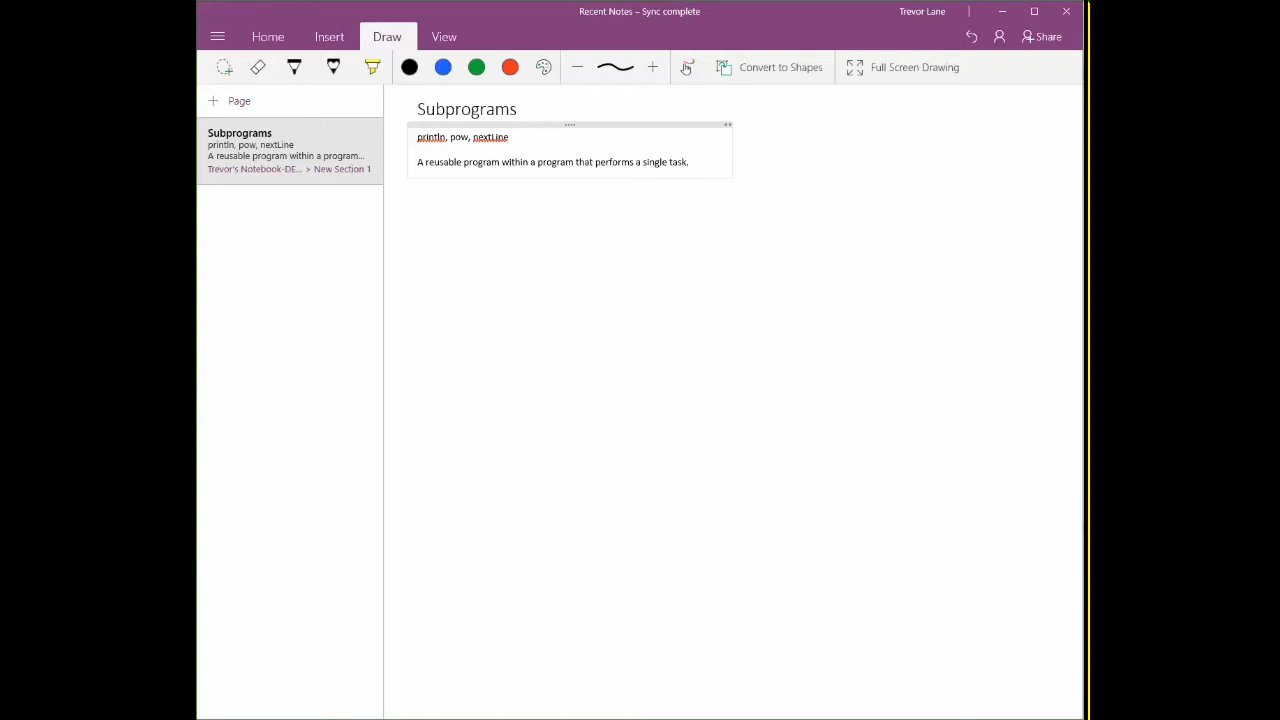 Recent Notes – Sync complete
Trevor Lane
Home Insert Draw View
Share
Convert to Shapes
Full Screen Drawing
Page
Subprograms
println, pow, nextLine
A reusable program within a program...
Trevor's Notebook-DE... > New Section 1
Subprograms
println, pow, nextLine
A reusable program within a program that performs a single task.